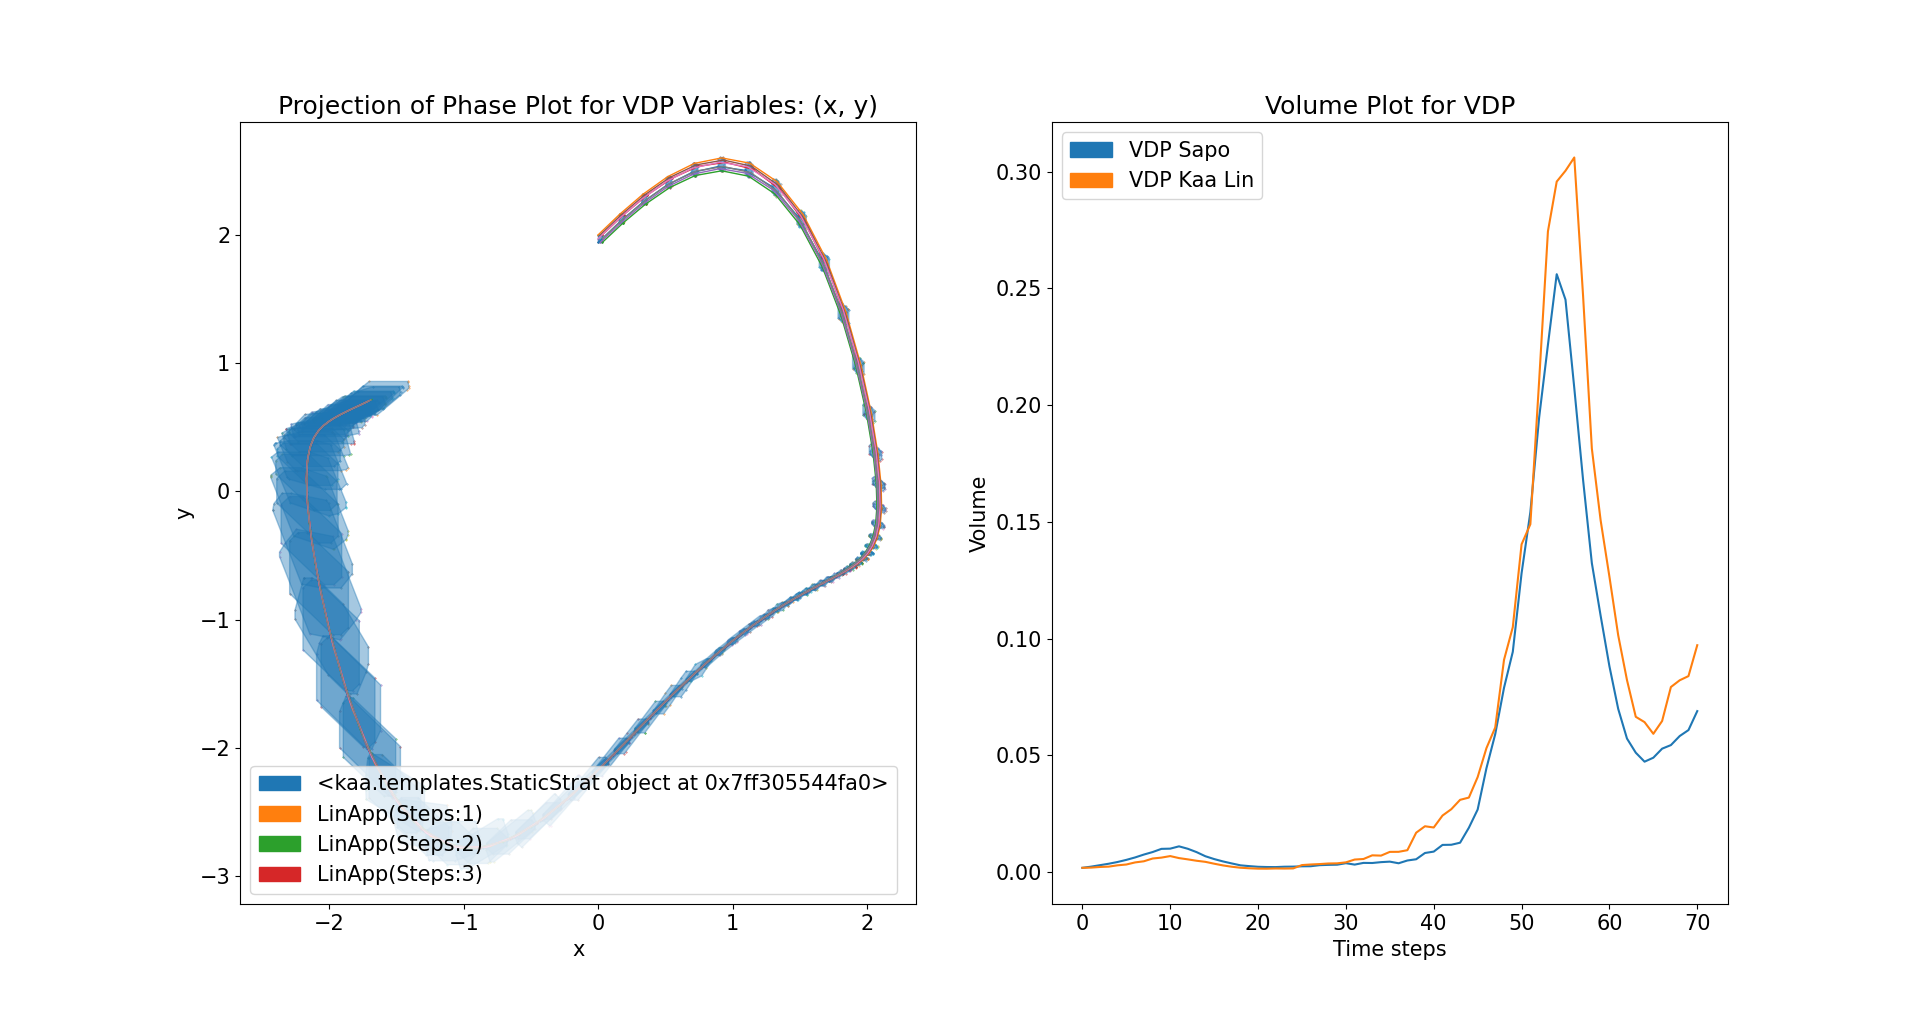 Projection of Phase Plot for VDP Variables: (x, y)
2
1
0
−1
−2
−3
y
<kaa.templates.StaticStrat object at 0x7ff305544fa0>
LinApp(Steps:1)
LinApp(Steps:2)
LinApp(Steps:3)
−2 −1 0 1 2
x
Volume Plot for VDP
VDP Sapo
VDP Kaa Lin
0.30
0.25
0.20
0.15
0.10
0.05
0.00
Volume
0 10 20 30 40 50 60 70
Time steps